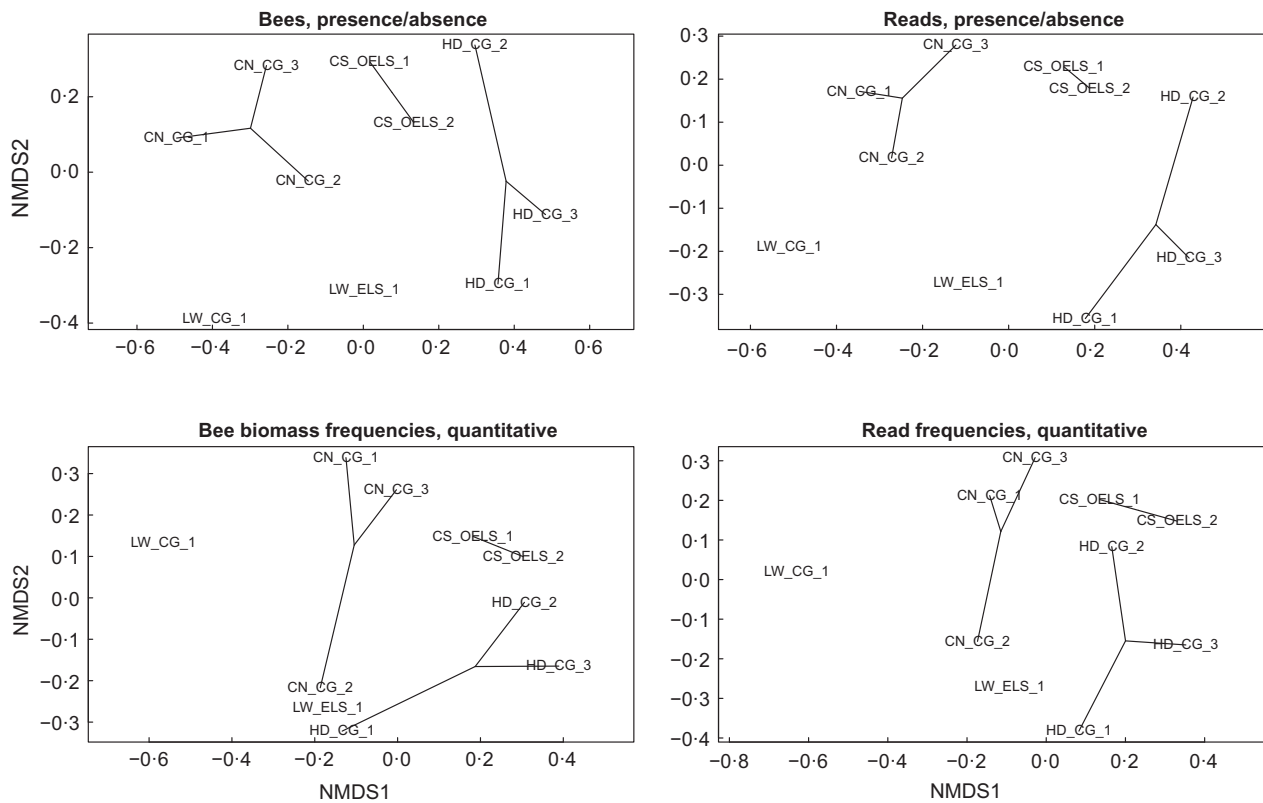 Bees, presence/absence
NMDS2
0·2
0·0
−0·2
−0·4
HD_CG_2
CN_CG_3
CS_OELS_1
CN_CG_1
CS_OELS_2
CN_CG_2
HD_CG_3
HD_CG_1
LW_ELS_1
LW_CG_1
−0·6 −0·4 −0·2 0·0 0·2 0·4 0·6
Reads, presence/absence
0·3
0·2
0·0
−0·1
−0·2
−0·3
CN_CG_3
CS_OELS_1
CN_CG_1
CS_OELS_2
HD_CG_2
CN_CG_2
LW_CG_1
HD_CG_3
LW_ELS_1
HD_CG_1
−0·6 −0·4 −0·2 0·0 0·2 0·4
Bee biomass frequencies, quantitative
NMDS2
0·3
0·2
0·1
0·0
−0·1
−0·2
−0·3
CN_CG_1
CN_CG_3
CS_OELS_1
LW_CG_1
CS_OELS_2
HD_CG_2
HD_CG_3
CN_CG_2
LW_ELS_1
HD_CG_1
−0·6 −0·4 −0·2 0·0 0·2 0·4
NMDS1
Read frequencies, quantitative
0·3
0·2
0·1
0·0
−0·1
−0·2
−0·3
−0·4
CN_CG_3
CN_CG_1
CS_OELS_1
CS_OELS_2
HD_CG_2
LW_CG_1
CN_CG_2
HD_CG_3
LW_ELS_1
HD_CG_1
−0·8 −0·6 −0·4 −0·2 0·0 0·2 0·4
NMDS1